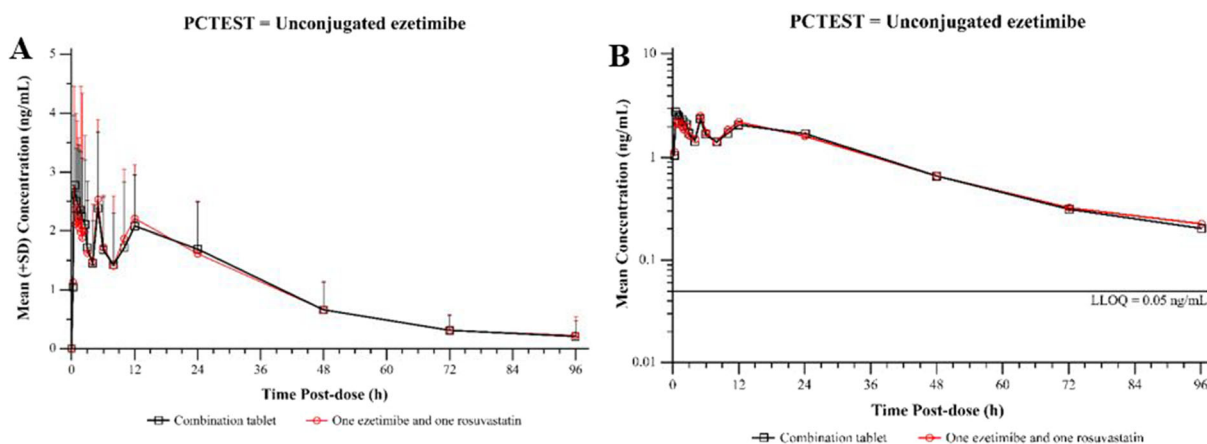 A
PCTEST = Unconjugated ezetimibe
Mean (+SD) Concentration (ng/mL)
5
4
3
2
1
0
0 12 24 36 48 60 72 84 96
Time Post-dose (h)
Combination tablet One ezetimibe and one rosuvastatin
B
PCTEST = Unconjugated ezetimibe
Mean Concentration (ng/mL)
10
1
0.1
0.01
LLOQ = 0.05 ng/mL
0 12 24 36 48 60 72 84 96
Time Post-dose (h)
Combination tablet One ezetimibe and one rosuvastatin